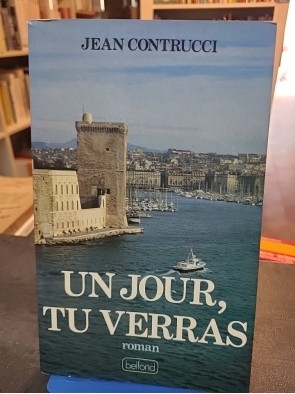 JEAN CONTRUCCI
UN JOUR,
TU VERRAS
roman
belfond